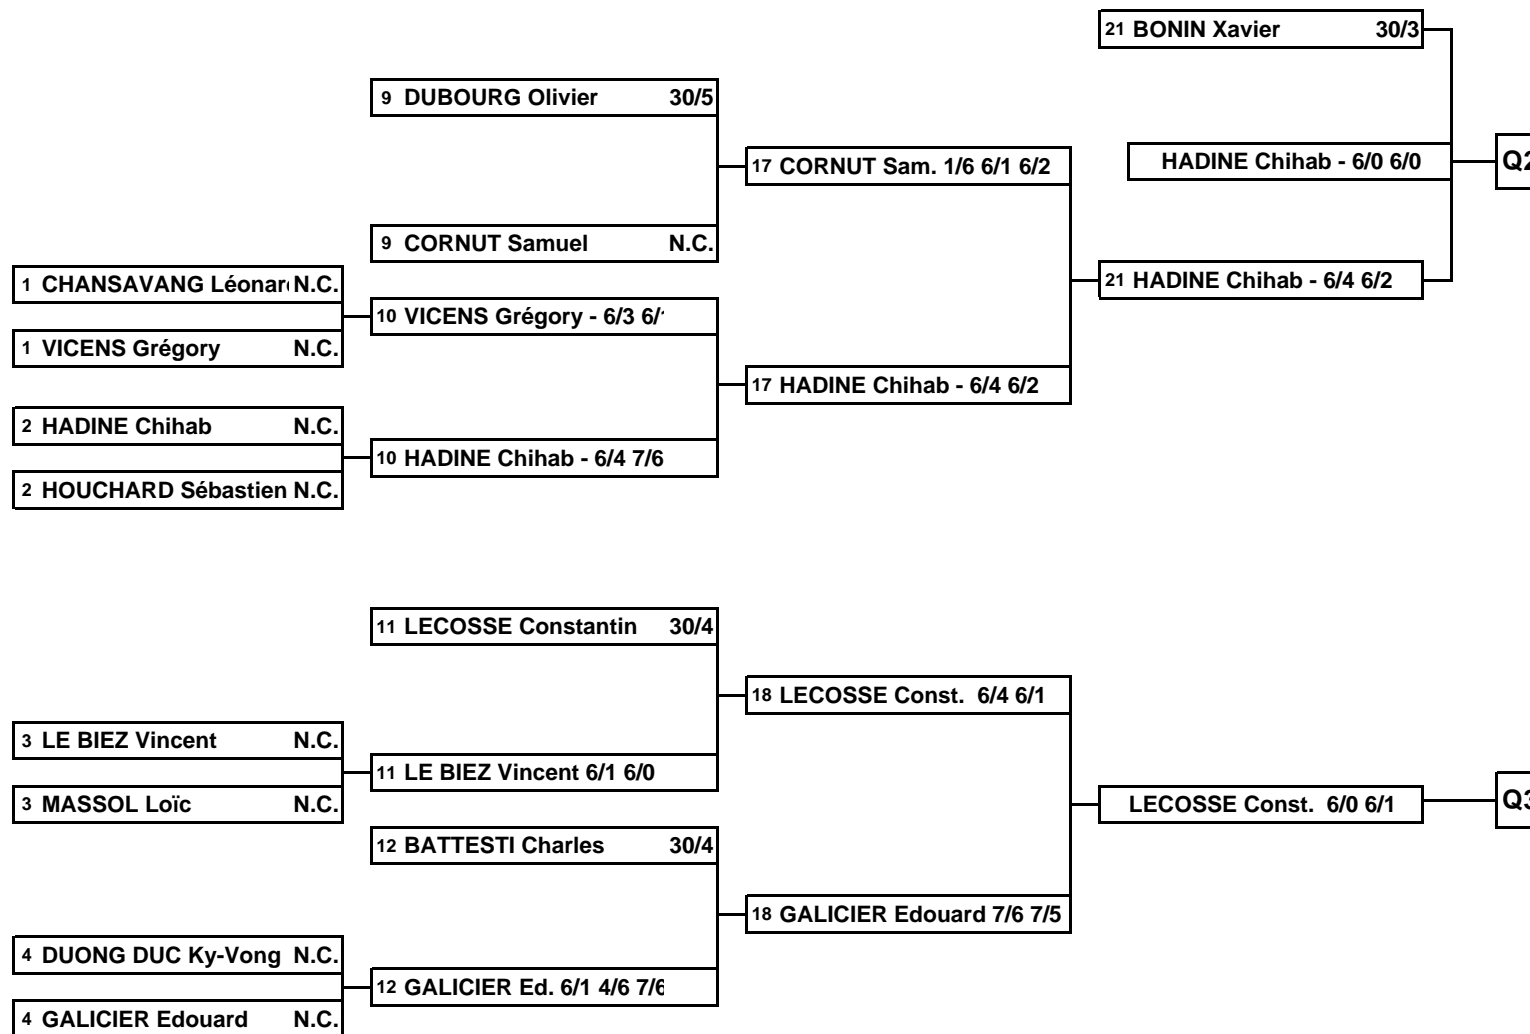 21 BONIN Xavier 30/3
9 DUBOURG Olivier 30/5
17 CORNUT Sam. 1/6 6/1 6/2
HADINE Chihab - 6/0 6/0
9 CORNUT Samuel N.C.
1 CHANSAVANG N.C.
21 HADINE Chihab - 6/4 6/2
10 VICENS Grégory - 6/3
1 VICENS Grégory N.C.
17 HADINE Chihab - 6/4 6/2
2 HADINE Chihab N.C.
10 HADINE Chihab - 6/4 7/6
2 HOUCHARD Sébastien N.C.
11 LECOSSE Constantin 30/4
18 LECOSSE Const. 6/4 6/1
3 LE BIEZ Vincent N.C.
11 LE BIEZ Vincent 6/1 6/0
3 MASSOL Loïc N.C.
LECOSSE Const. 6/0 6/1
12 BATTESTI Charles 30/4
18 GALICIER Edouard 7/6 7/5
4 DUONG DUC Ky-Vong N.C.
12 GALICIER Ed. 6/1 4/6 7/6
4 GALICIER Edouard N.C.